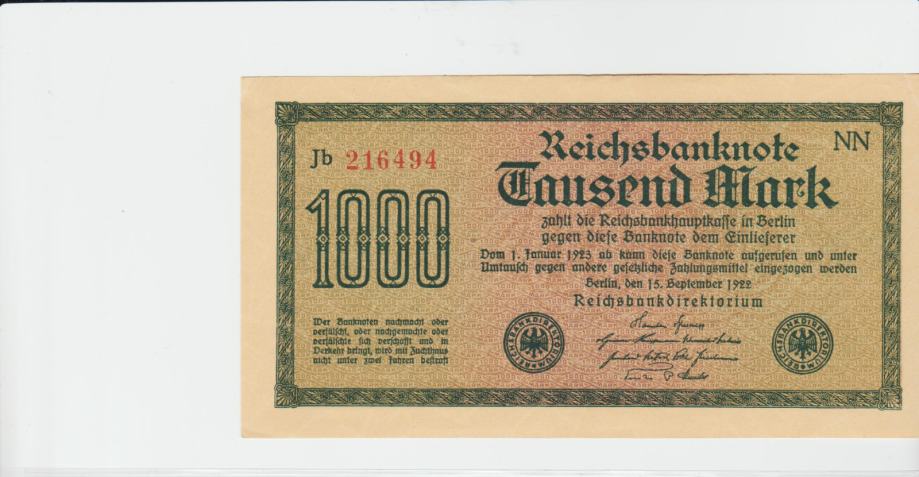 Jb 216494
NN
1000
Reichsbanknote
Tausend Mark
zahlt die Reichsbankhauptkasse in Berlin
gegen diese Banknote dem Einlieferer
Vom 1. Januar 1923 ab kann diese Banknote aufgerufen und unter
Umtausch gegen andere gesetzliche Zahlungsmittel eingezogen werden
Berlin, den 15. September 1922
Reichsbankdirektorium
Wer Banknoten nachmacht oder
verfälscht, oder nachgemachte oder
verfälschte sich verschafft und in
Verkehr bringt, wird mit Zuchthaus
nicht unter zwei Jahren bestraft
REICHSBANKDIREKTORIUM
REICHSBANKDIREKTORIUM